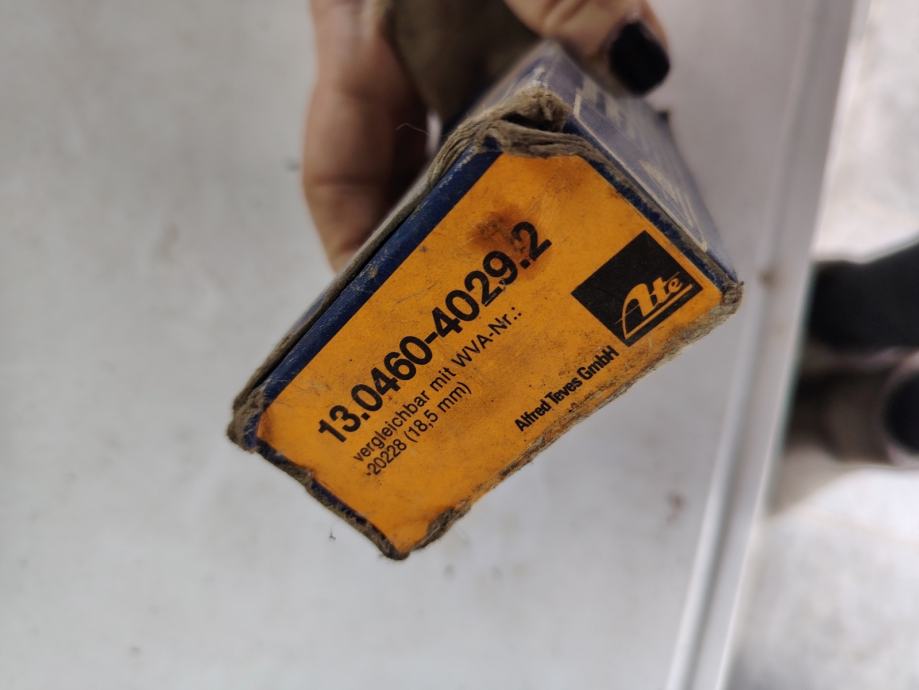 13.0460-4029.2
vergleichbar mit WVA-Nr.:
20228 (18,5 mm)
Ate
Alfred Teves GmbH